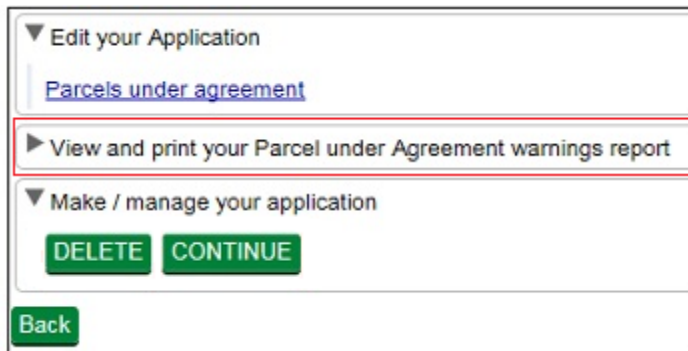 Edit your Application
Parcels under agreement
View and print your Parcel under Agreement warnings report
Make / manage your application
DELETE CONTINUE
Back